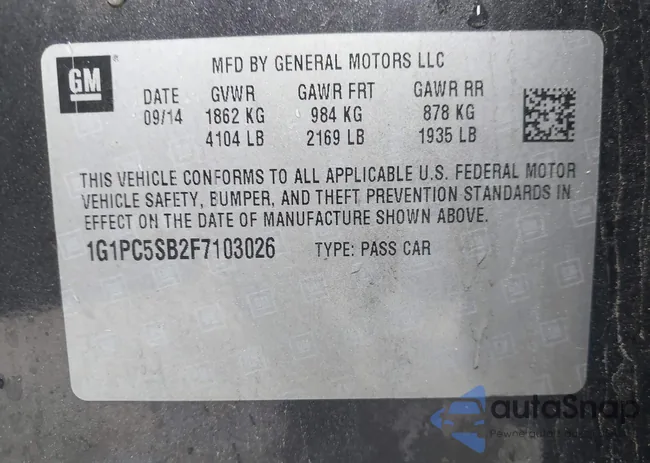 GM
MFD BY GENERAL MOTORS LLC
DATE GVWR GAWR FRT GAWR RR
09/14 1862 KG 984 KG 878 KG
4104 LB 2169 LB 1935 LB
THIS VEHICLE CONFORMS TO ALL APPLICABLE U.S. FEDERAL MOTOR
VEHICLE SAFETY, BUMPER, AND THEFT PREVENTION STANDARDS IN
EFFECT ON THE DATE OF MANUFACTURE SHOWN ABOVE.
1G1PC5SB2F7103026 TYPE: PASS CAR
autoSnap